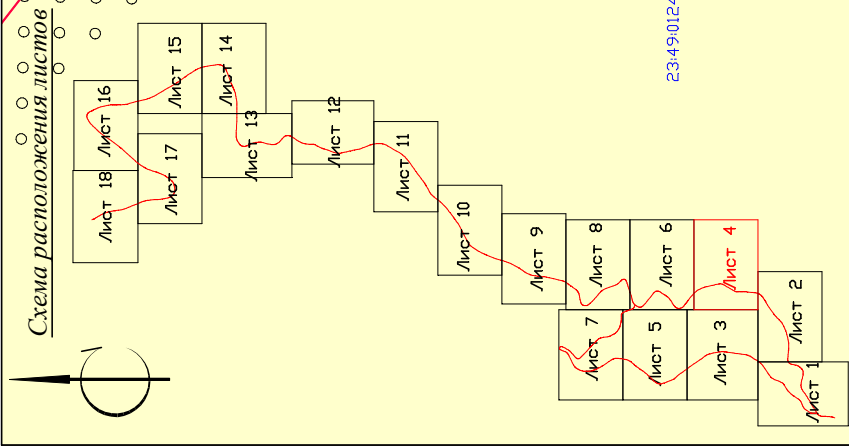 Схема расположения листов
Лист 16
Лист 15
Лист 14
Лист 18
Лист 17
Лист 13
Лист 12
Лист 11
Лист 10
Лист 9
Лист 8
Лист 6
Лист 4
Лист 7
Лист 5
Лист 3
Лист 2
Лист 1
23:49:0124